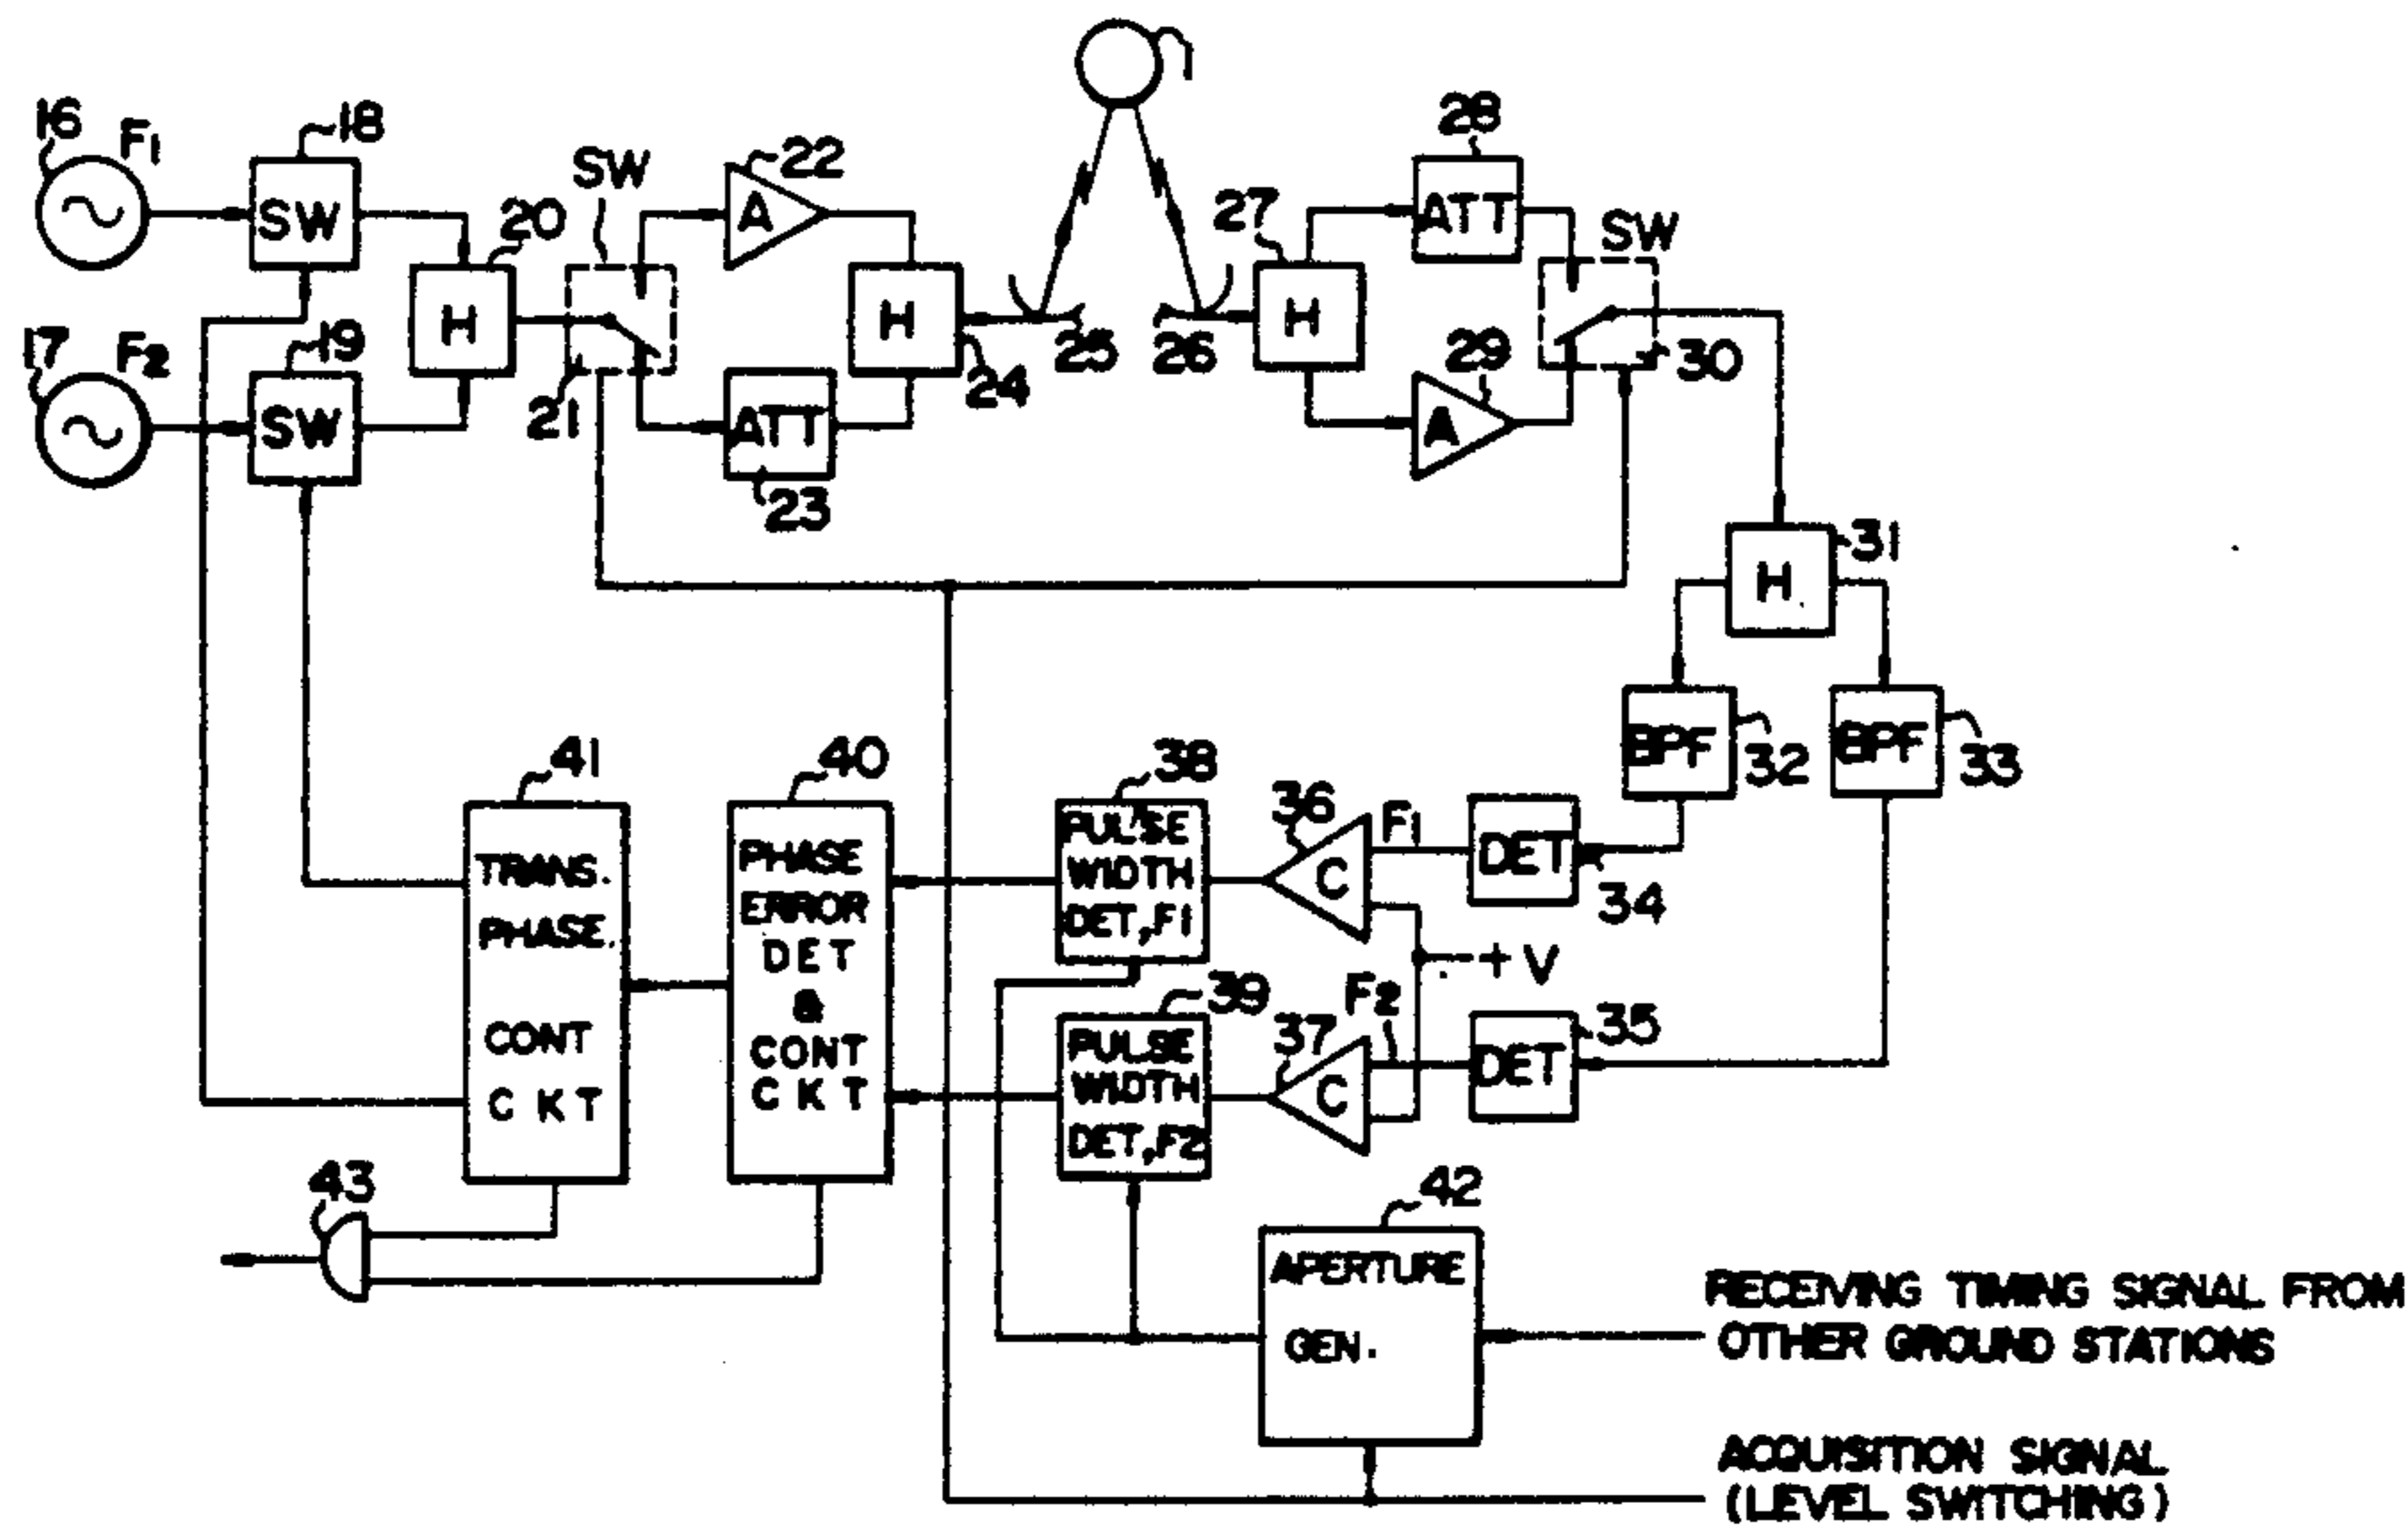 16
F1
18
SW
20
H
SW
22
A
28
ATT
27
H
SW
17
F2
19
SW
21
ATT
23
H
24
25
26
29
A
30
31
H
BPF
32
BPF
33
41
TRANS.
PHASE.
CONT
CKT
40
PHASE
ERROR
DET
&
CONT
CKT
38
PULSE
WIDTH
DET,F1
36
C
F1
DET
34
+ V
39
PULSE
WIDTH
DET,F2
37
C
F2
DET
35
43
42
APERTURE
GEN.
RECEIVING TIMING SIGNAL FROM
OTHER GROUND STATIONS
ACQUISITION SIGNAL
(LEVEL SWITCHING)